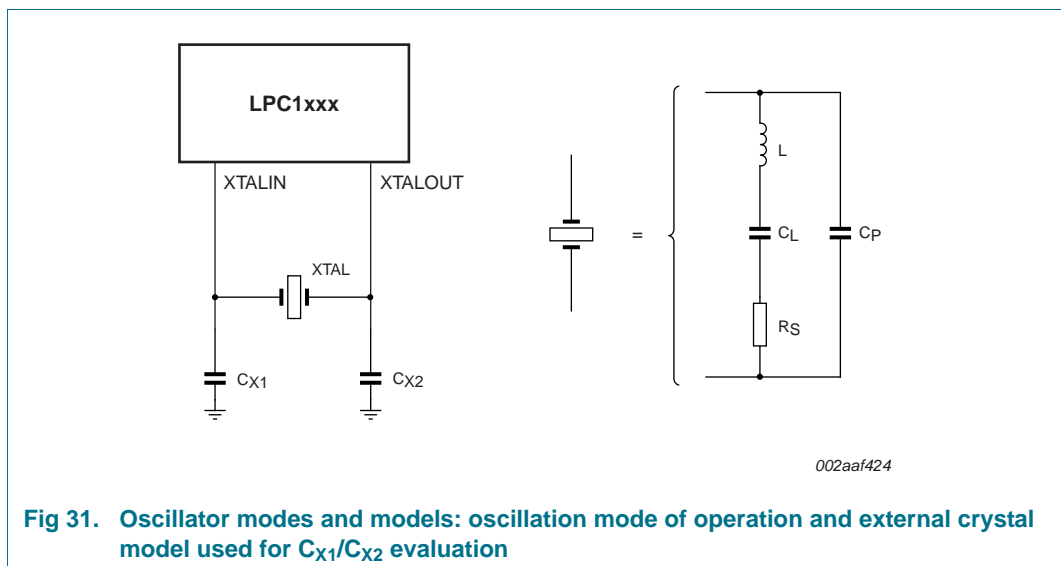 LPC1xxx
XTALIN
XTALOUT
XTAL
CX1
CX2
=
L
CL
CP
RS
002aaf424
Fig 31. Oscillator modes and models: oscillation mode of operation and external crystal
model used for CX1/CX2 evaluation